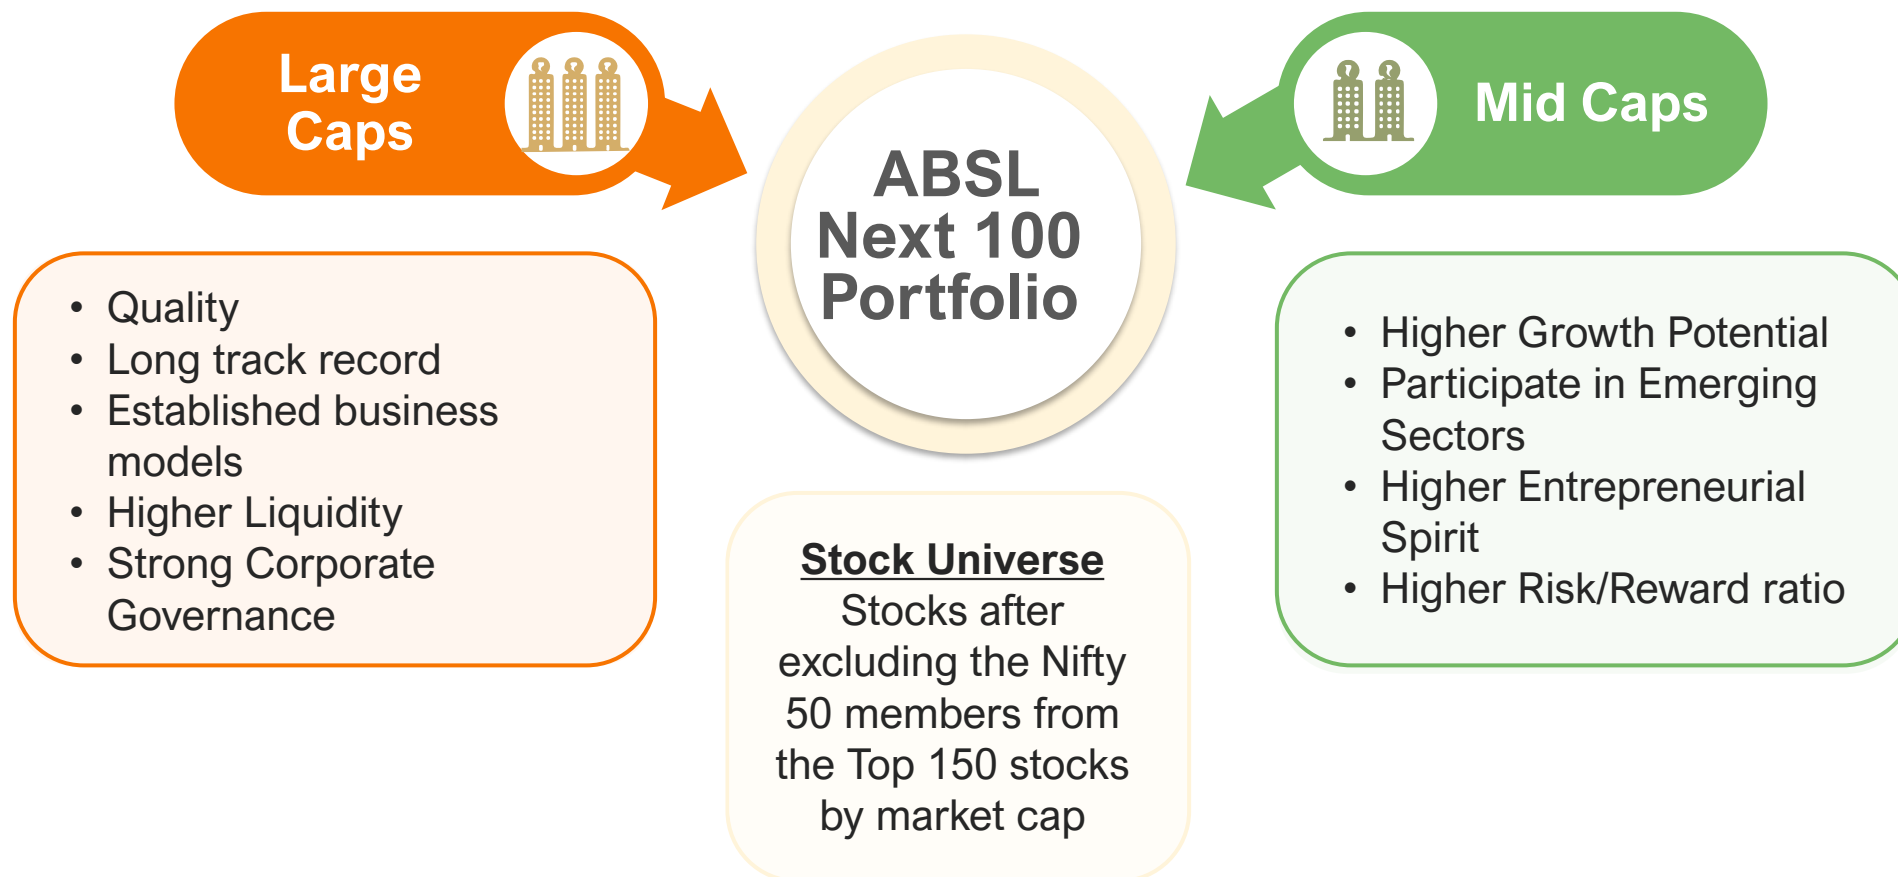 Large
Caps
ABSL
Next 100
Portfolio
Mid Caps
• Quality
• Long track record
• Established business
models
• Higher Liquidity
• Strong Corporate
Governance
Stock Universe
Stocks after
excluding the Nifty
50 members from
the Top 150 stocks
by market cap
• Higher Growth Potential
• Participate in Emerging
Sectors
• Higher Entrepreneurial
Spirit
• Higher Risk/Reward ratio